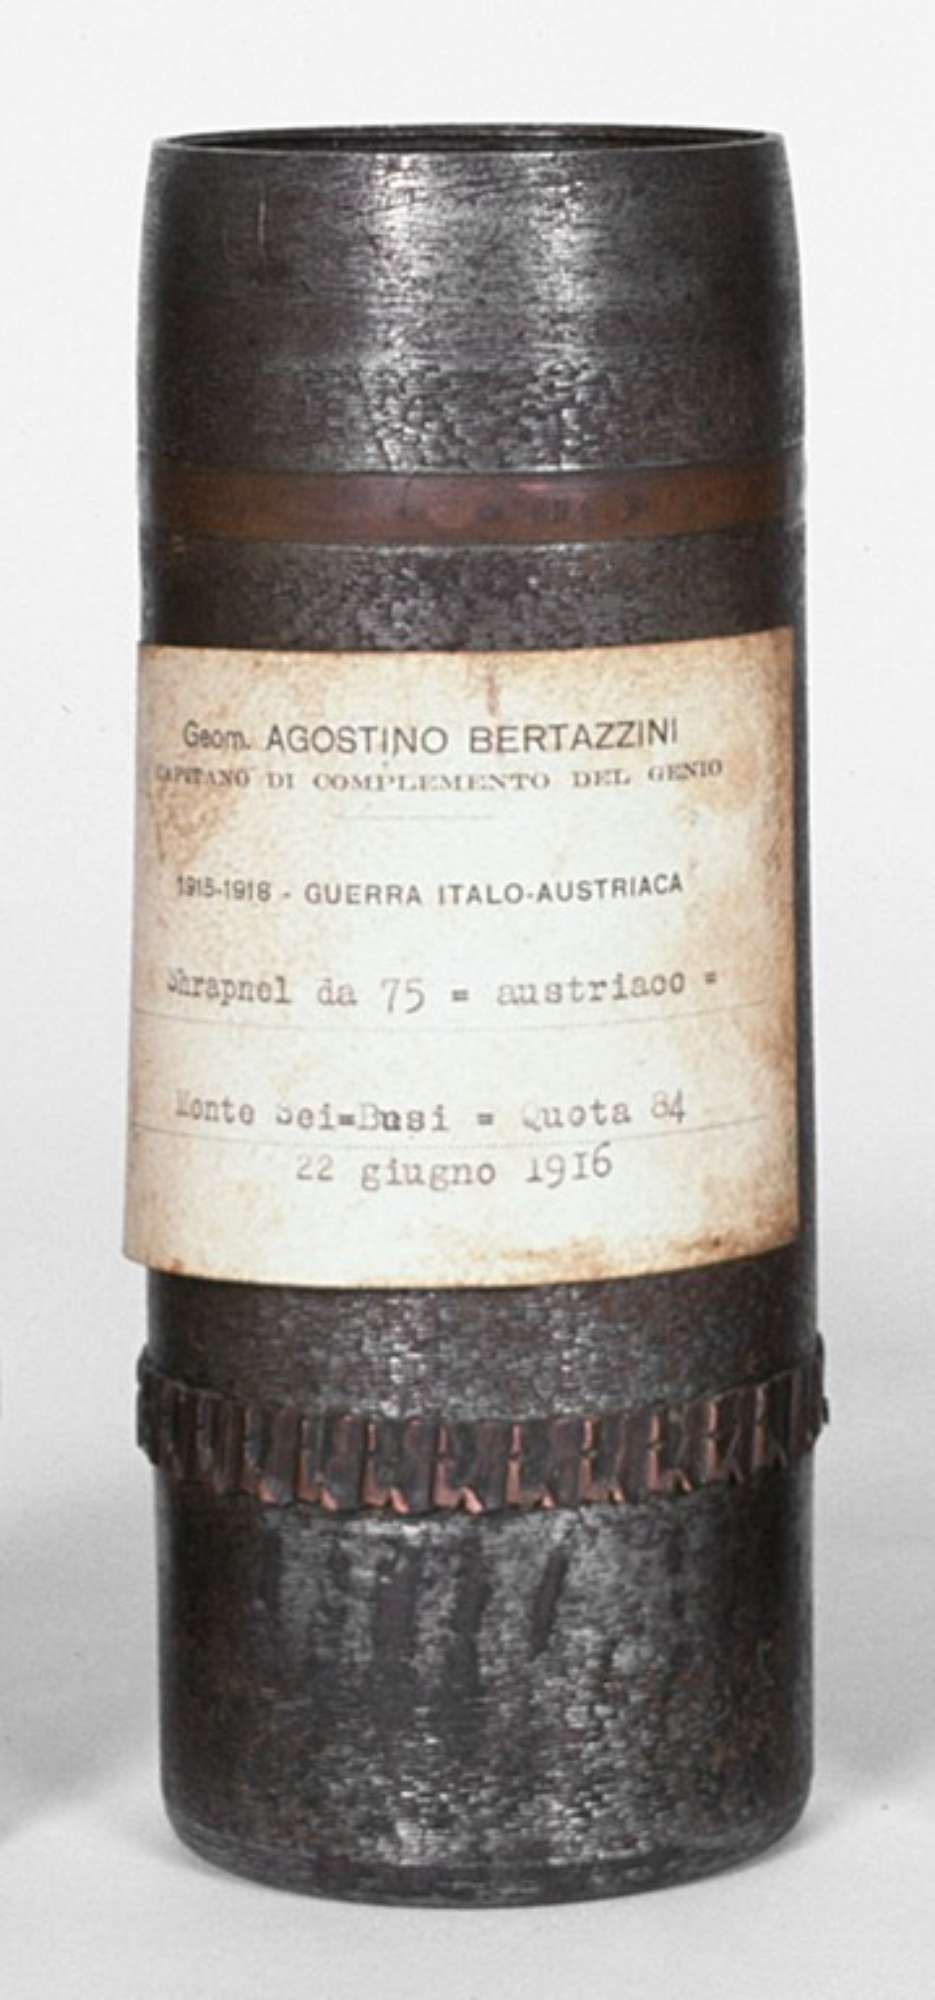 Geom. AGOSTINO BERTAZZINI
CAPITANO DI COMPLEMENTO DEL GENIO
1915-1918 - GUERRA ITALO-AUSTRIACA
Shrapnel da 75 = austriaco =
Monte Sei=Busi = Quota 84
22 giugno 1916